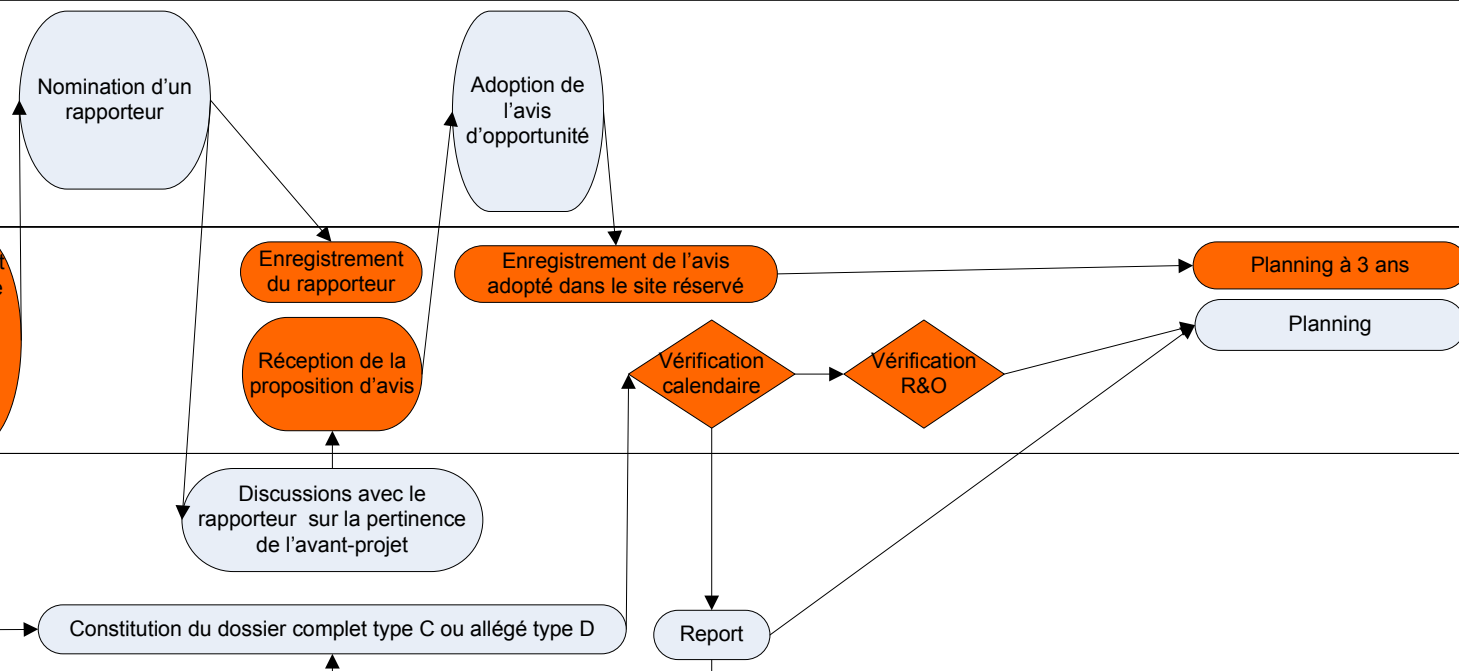 Nomination d’un
rapporteur
Adoption de
l’avis
d’opportunité
Enregistrement
du rapporteur
Enregistrement de l’avis
adopté dans le site réservé
Planning à 3 ans
Planning
Réception de la
proposition d’avis
Vérification
calendaire
Vérification
R&O
Discussions avec le
rapporteur sur la pertinence
de l’avant-projet
Constitution du dossier complet type C ou allégé type D
Report